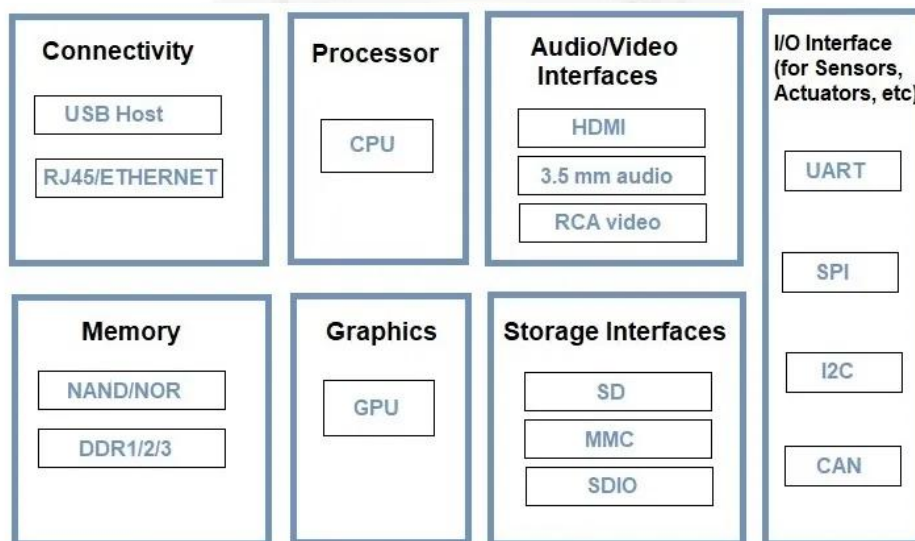 Connectivity
USB Host
RJ45/ETHERNET
Processor
CPU
Audio/Video
Interfaces
HDMI
3.5 mm audio
RCA video
I/O Interface
(for Sensors,
Actuators, etc)
UART
SPI
I2C
CAN
Memory
NAND/NOR
DDR1/2/3
Graphics
GPU
Storage Interfaces
SD
MMC
SDIO